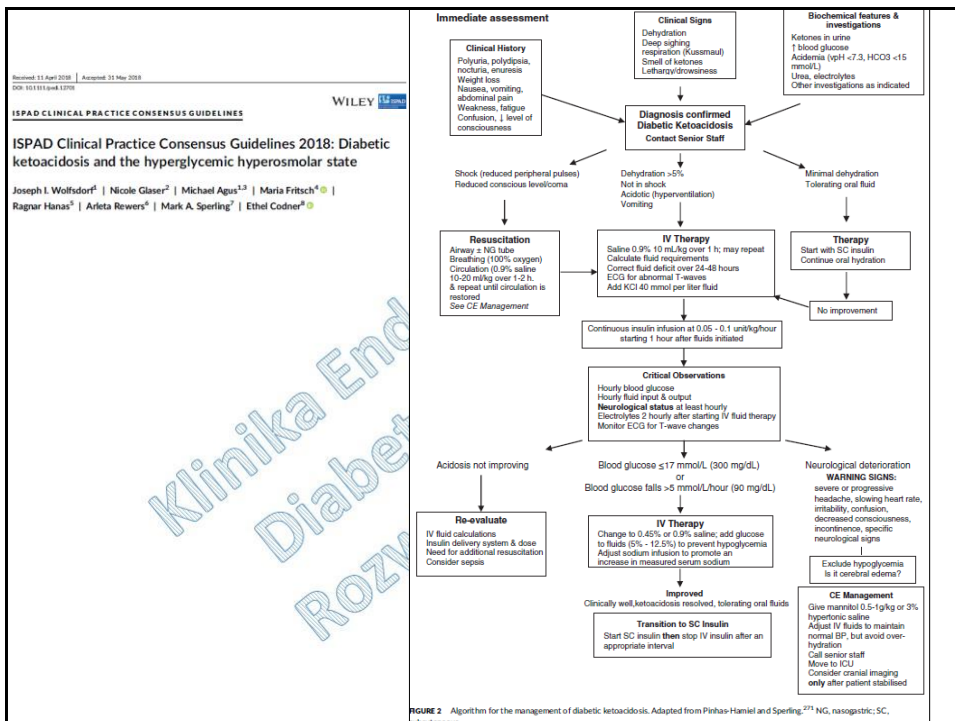 Received: 11 April 2018 | Accepted: 31 May 2018
DOI: 10.1111/pedi.12701
WILEY
ISPAD CLINICAL PRACTICE CONSENSUS GUIDELINES
ISPAD Clinical Practice Consensus Guidelines 2018: Diabetic
ketoacidosis and the hyperglycemic hyperosmolar state
Joseph I. Wolfsdorf1 | Nicole Glaser2 | Michael Agus1,3 | Maria Fritsch4 |
Ragnar Hanas5 | Arleta Rewers6 | Mark A. Sperling7 | Ethel Codner8
Klinika End
Diabet
Rozw
Immediate assessment
Clinical History
Polyuria, polydipsia,
nocturia, enuresis
Weight loss
Nausea, vomiting,
abdominal pain
Weakness, fatigue
Confusion, ↓ level of
consciousness
Clinical Signs
Dehydration
Deep sighing
respiration (Kussmaul)
Smell of ketones
Lethargy/drowsiness
Biochemical features &
investigations
Ketones in urine
↑ blood glucose
Acidemia (vpH <7.3, HCO3 <15
mmol/L)
Urea, electrolytes
Other investigations as indicated
Diagnosis confirmed
Diabetic Ketoacidosis
Contact Senior Staff
Shock (reduced peripheral pulses)
Reduced conscious level/coma
Dehydration >5%
Not in shock
Acidotic (hyperventilation)
Vomiting
Minimal dehydration
Tolerating oral fluid
Resuscitation
Airway ± NG tube
Breathing (100% oxygen)
Circulation (0.9% saline
10-20 ml/kg over 1-2 h.
& repeat until circulation is
restored
See CE Management
IV Therapy
Saline 0.9% 10 mL/kg over 1 h; may repeat
Calculate fluid requirements
Correct fluid deficit over 24-48 hours
ECG for abnormal T-waves
Add KCl 40 mmol per liter fluid
Therapy
Start with SC insulin
Continue oral hydration
No improvement
Continuous insulin infusion at 0.05 - 0.1 unit/kg/hour
starting 1 hour after fluids initiated
Critical Observations
Hourly blood glucose
Hourly fluid input & output
Neurological status at least hourly
Electrolytes 2 hourly after starting IV fluid therapy
Monitor ECG for T-wave changes
Acidosis not improving
Blood glucose ≤17 mmol/L (300 mg/dL)
or
Blood glucose falls >5 mmol/L/hour (90 mg/dL)
Neurological deterioration
WARNING SIGNS:
severe or progressive
headache, slowing heart rate,
irritability, confusion,
decreased consciousness,
incontinence, specific
neurological signs
Re-evaluate
IV fluid calculations
Insulin delivery system & dose
Need for additional resuscitation
Consider sepsis
IV Therapy
Change to 0.45% or 0.9% saline; add glucose
to fluids (5% - 12.5%) to prevent hypoglycemia
Adjust sodium infusion to promote an
increase in measured serum sodium
Exclude hypoglycemia
Is it cerebral edema?
Improved
Clinically well,ketoacidosis resolved, tolerating oral fluids
Transition to SC Insulin
Start SC insulin then stop IV insulin after an
appropriate interval
CE Management
Give mannitol 0.5-1g/kg or 3%
hypertonic saline
Adjust IV fluids to maintain
normal BP, but avoid over-
hydration
Call senior staff
Move to ICU
Consider cranial imaging
only after patient stabilised
FIGURE 2 Algorithm for the management of diabetic ketoacidosis. Adapted from Pinhas-Hamiel and Sperling.271 NG, nasogastric; SC,